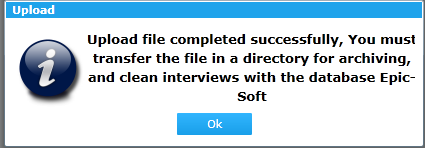 Upload
Upload file completed successfully, You must
transfer the file in a directory for archiving,
and clean interviews with the database Epic-
Soft
Ok